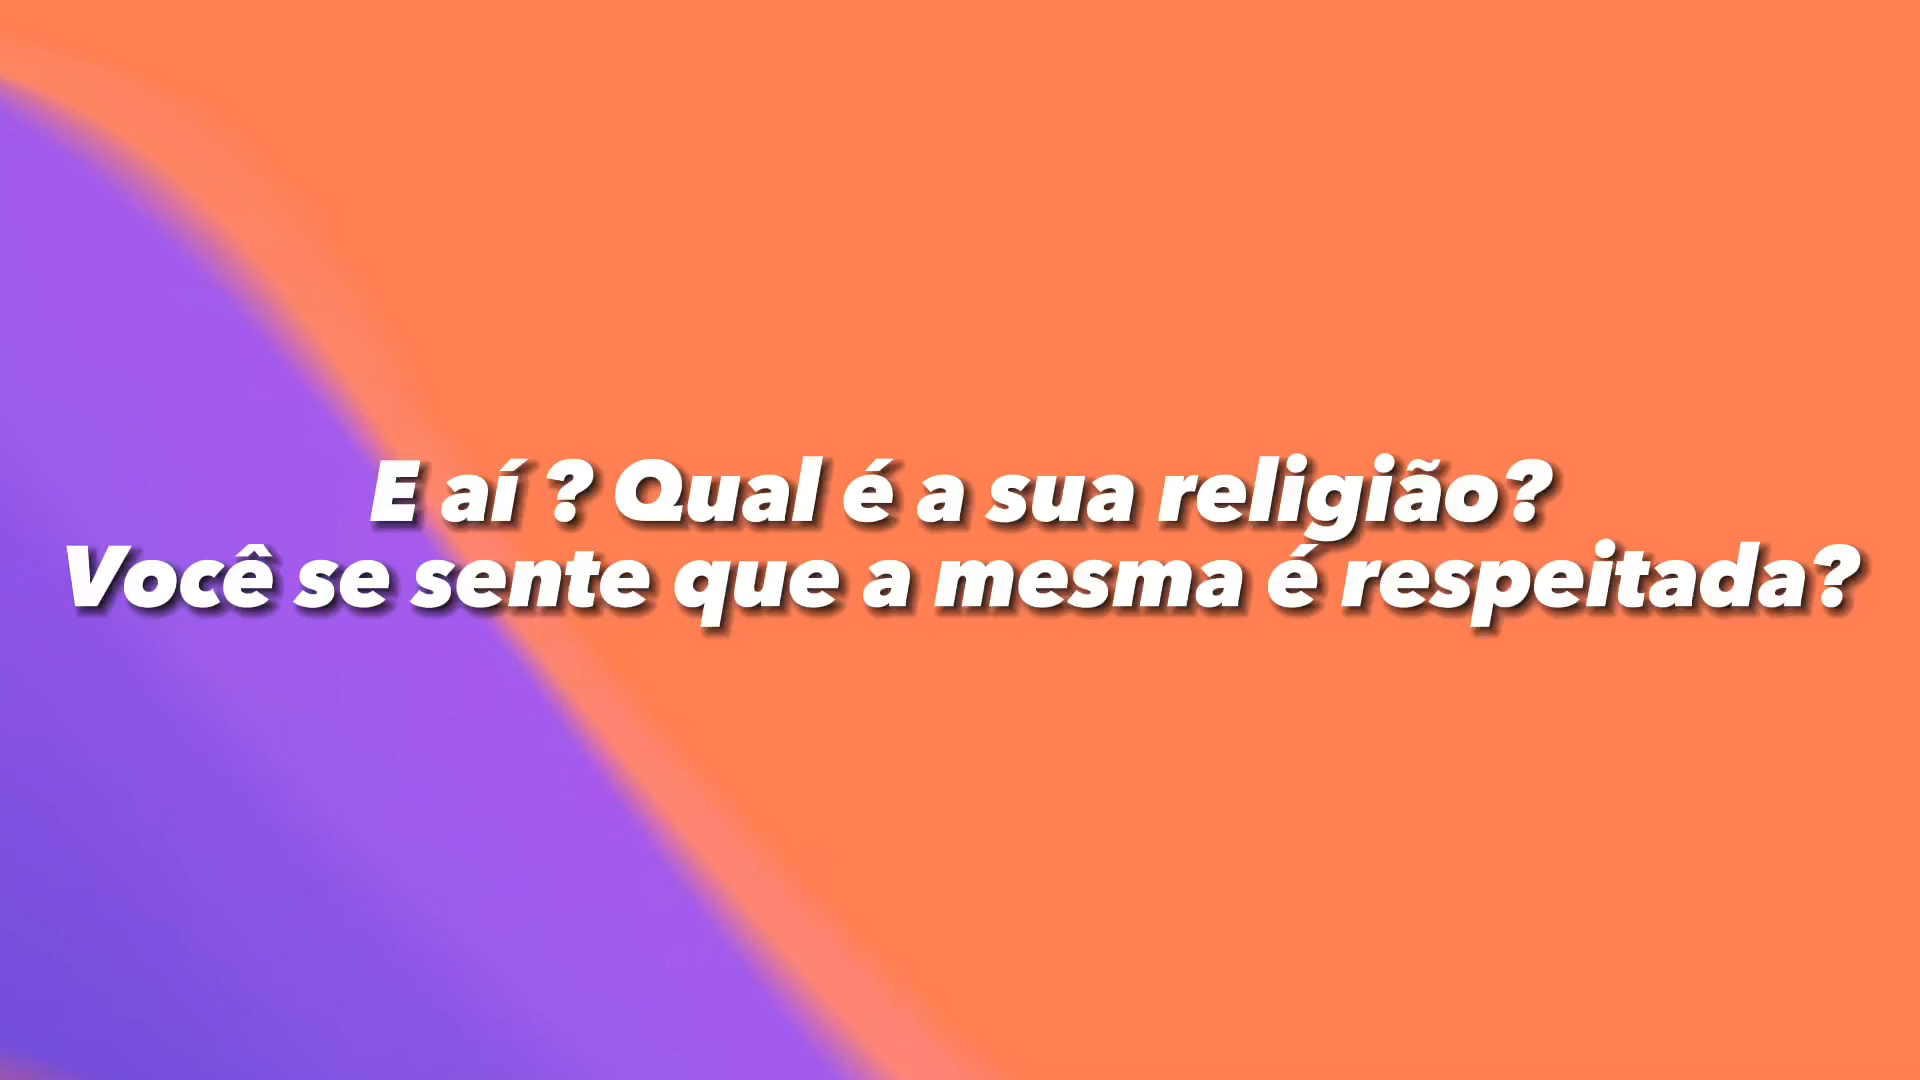 E aí ? Qual é a sua religião?
Você se sente que a mesma é respeitada?